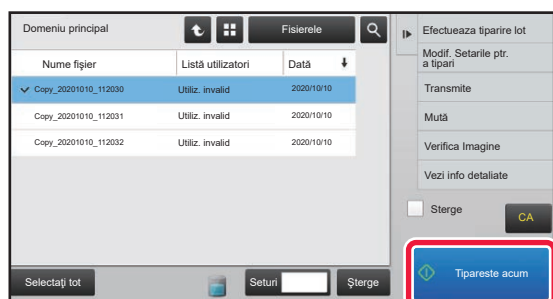 Domeniu principal
Fisierele
Nume fişier
Listă utilizatori
Dată
Copy_20201010_112030
Utiliz. invalid
2020/10/10
Copy_20201010_112031
Utiliz. invalid
2020/10/10
Copy_20201010_112032
Utiliz. invalid
2020/10/10
Selectaţi tot
Seturi
Şterge
Efectueaza tiparire lot
Modif. Setarile ptr.
a tipari
Transmite
Mută
Verifica Imagine
Vezi info detaliate
Sterge
CA
Tipareste acum